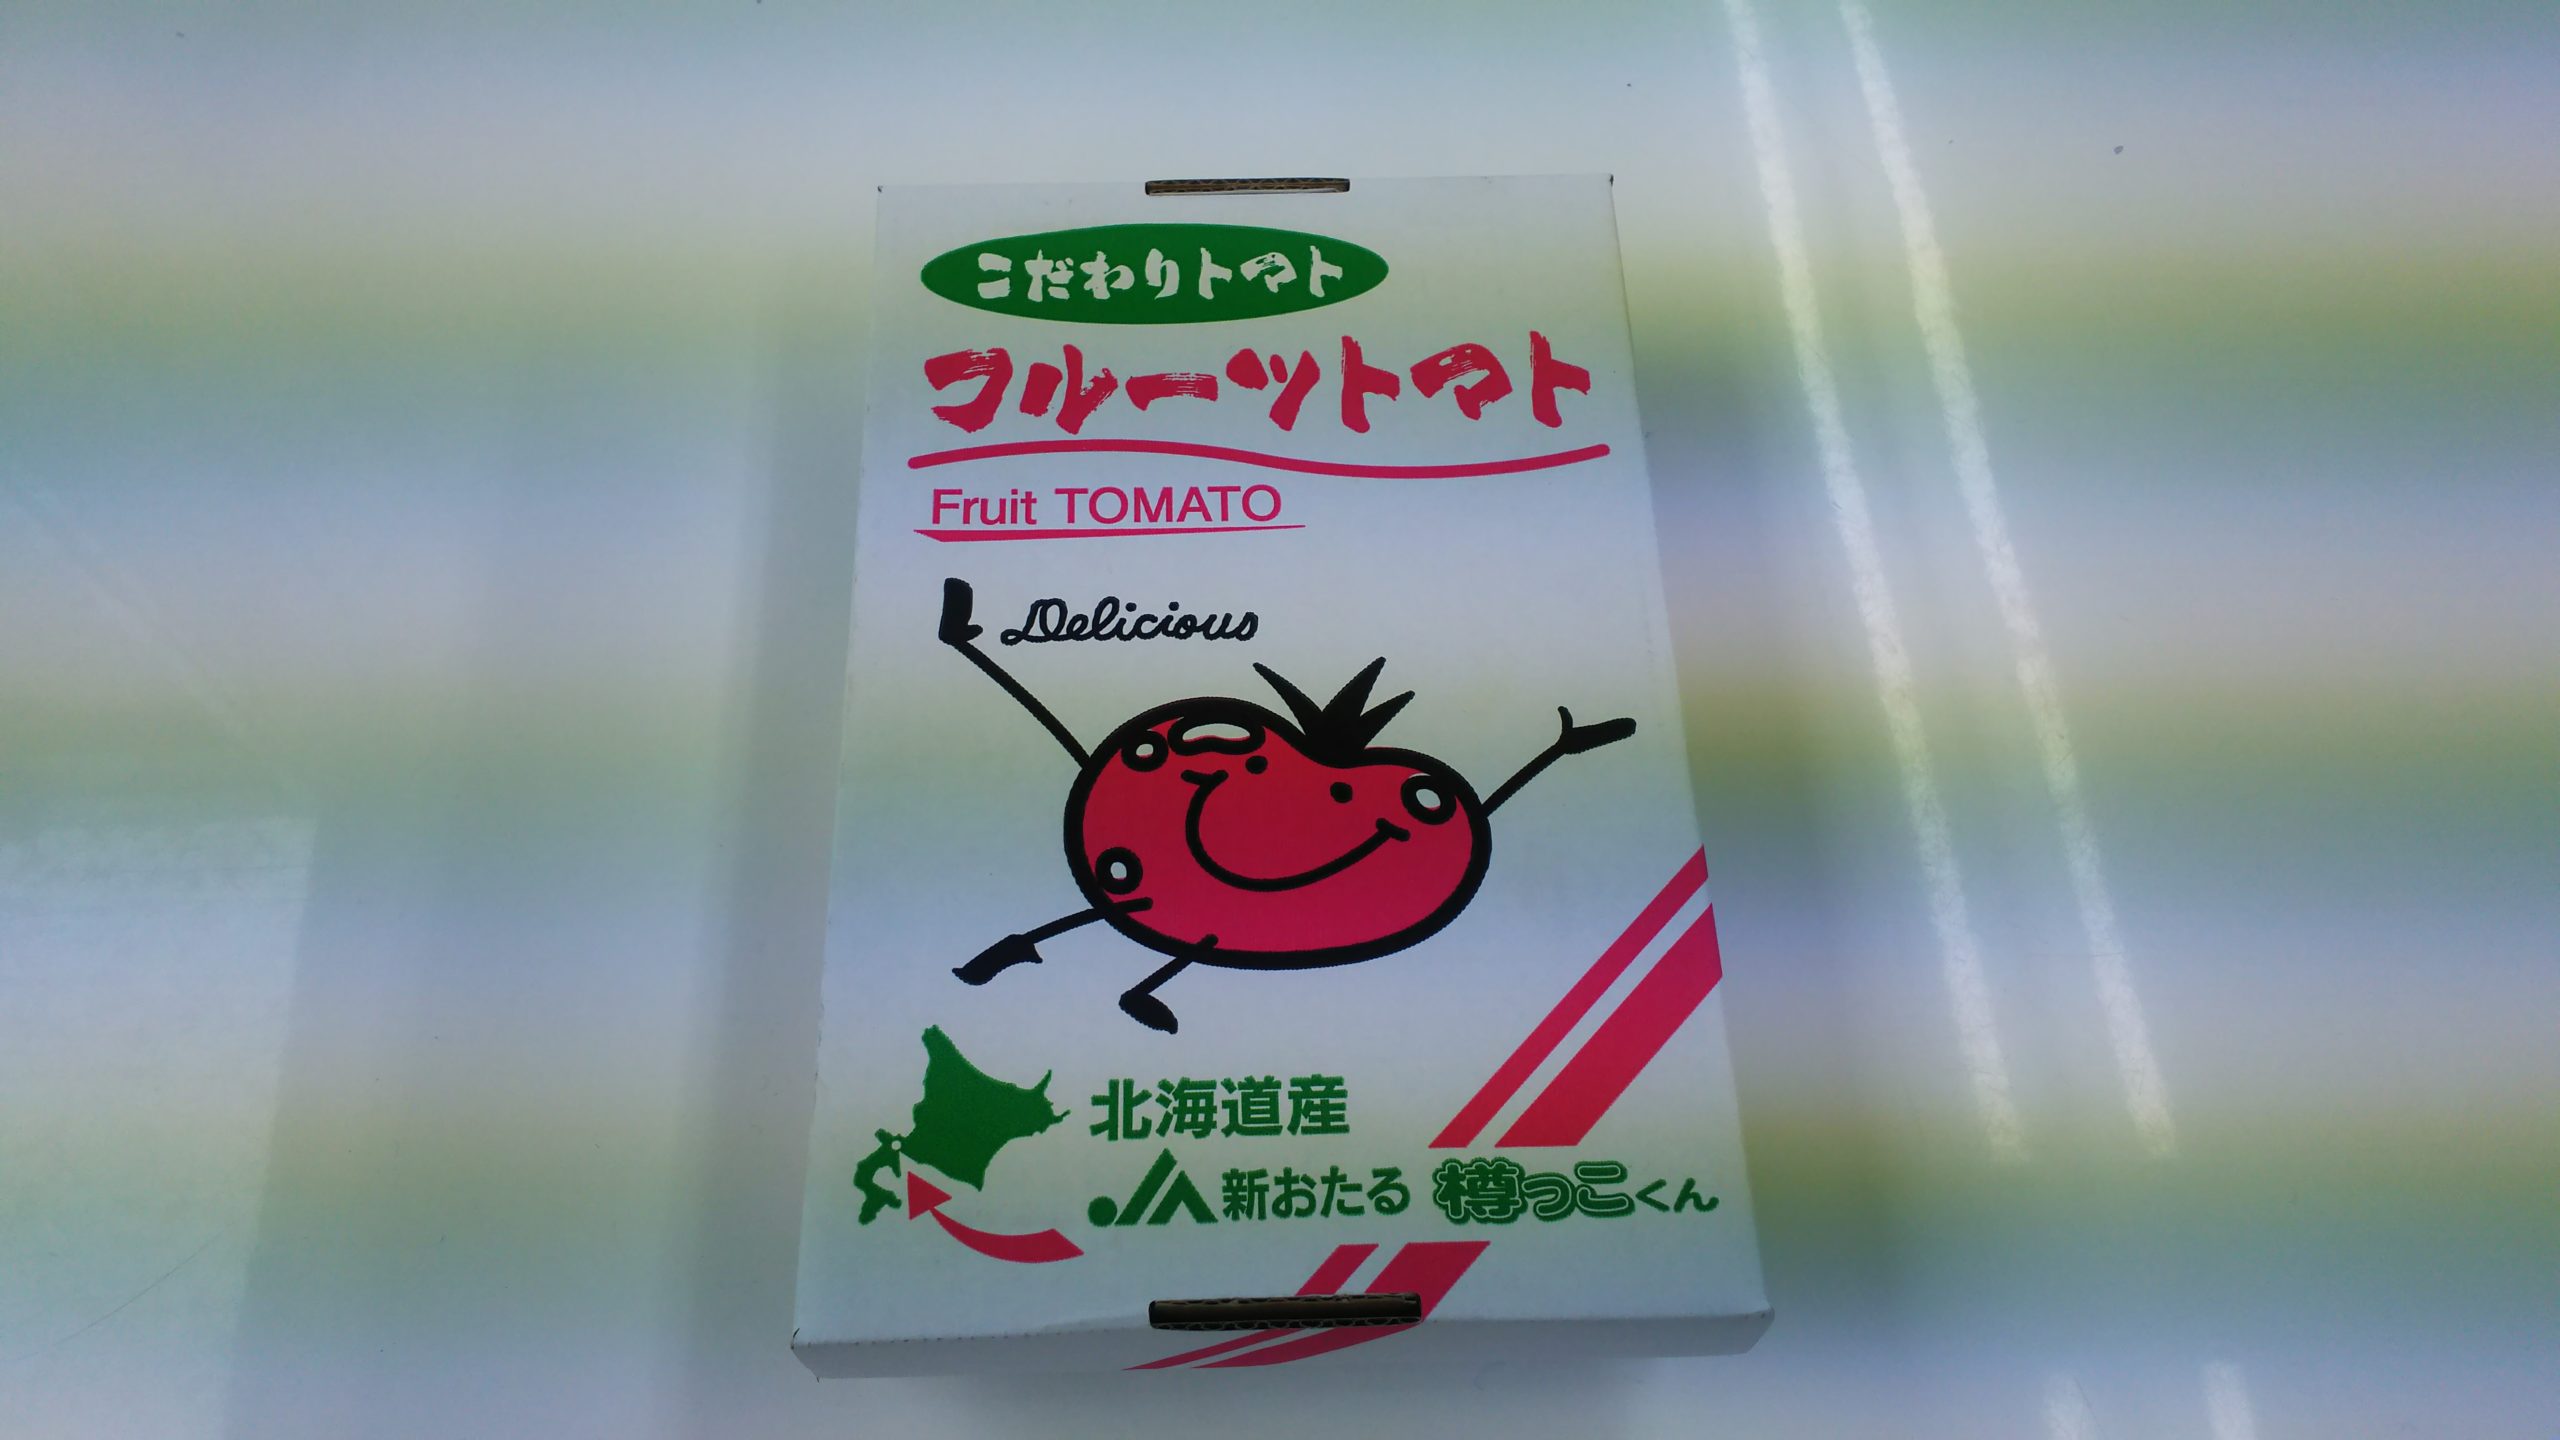 こだわりトマト
フルーツトマト
Fruit TOMATO
Delicious
北海道産
JA新おたる 樽っこくん